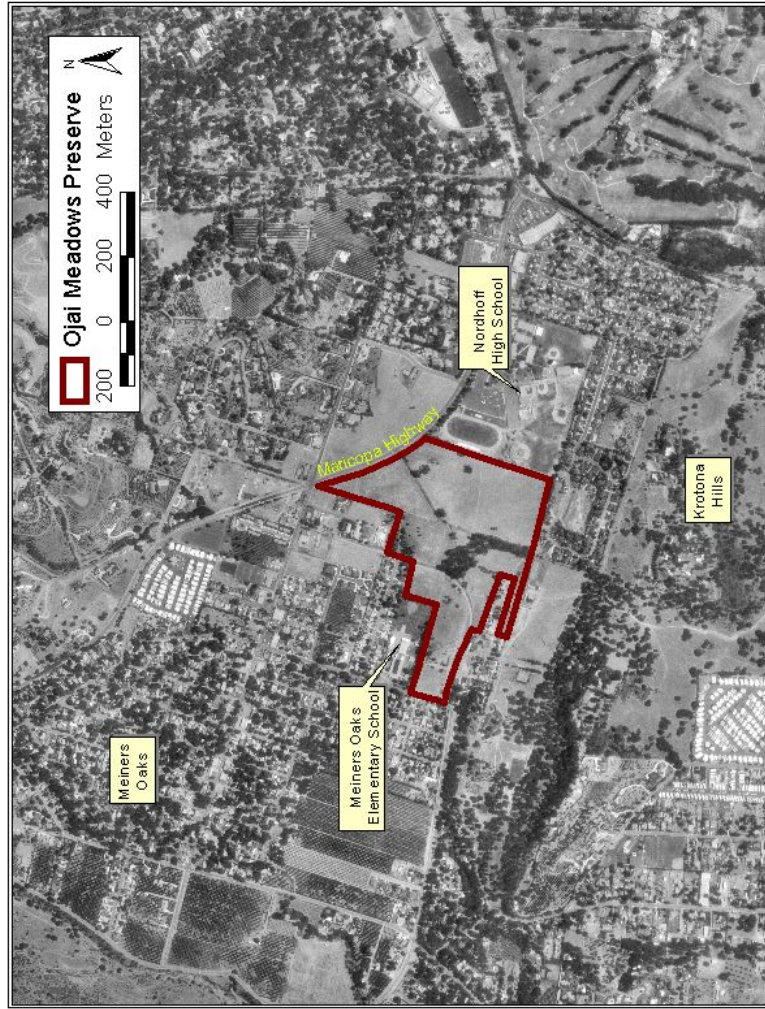 Ojai Meadows Preserve
200 0 200 400 Meters
N
Maricopa Highway
Nordhoff
High School
Meiners Oaks
Elementary School
Meiners
Oaks
Krotona
Hills